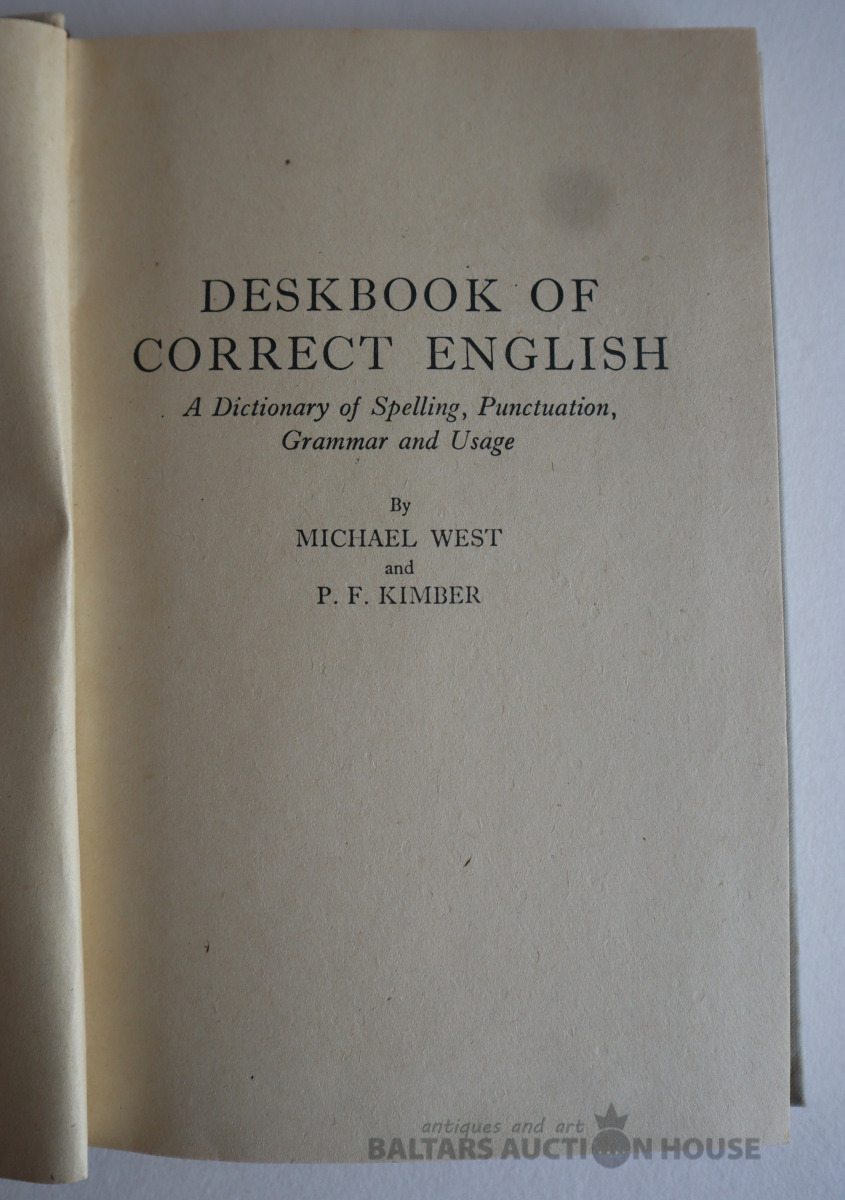 DESKBOOK OF
CORRECT ENGLISH
A Dictionary of Spelling, Punctuation,
Grammar and Usage
By
MICHAEL WEST
and
P. F. KIMBER
antiques and art
BALTARS AUCTION HOUSE